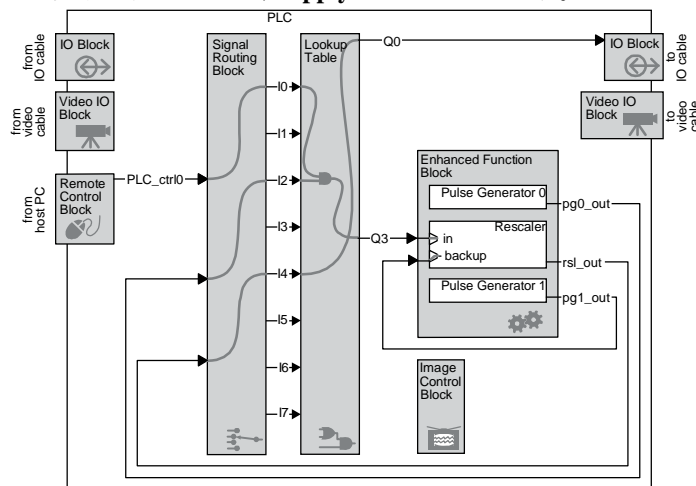 PLC
from
IO cable
IO Block
from
video
cable
Video IO
Block
from
host PC
Remote
Control
Block
PLC_ctrl0
Signal
Routing
Block
Lookup
Table
I0
I1
I2
I3
I4
I5
I6
I7
Q0
Q3
Enhanced Function
Block
Pulse Generator 0
Rescaler
in
backup
Pulse Generator 1
pg0_out
rsl_out
pg1_out
Image
Control
Block
IO Block
to
IO cable
Video IO
Block
to
video
cable